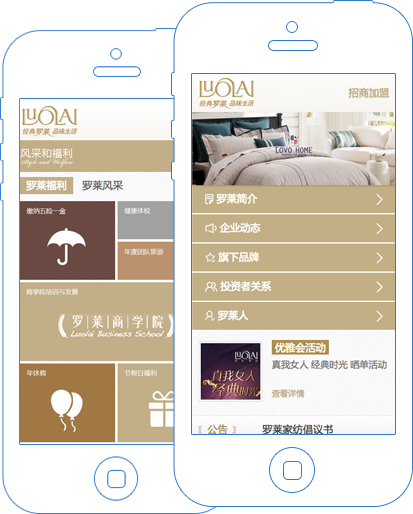 LUOLAI
经典罗莱 品味生活
风采和福利
Style and Welfare
罗莱福利 罗莱风采
缴纳五险一金
健康体检
年度团队旅游
商学院培训与发展
罗莱商学院
Luolai Business School
年休假
节假日福利
LUOLAI
经典罗莱 品味生活
招商加盟
LOVO HOME
罗莱简介
企业动态
旗下品牌
投资者关系
罗莱人
LUOLAI
真我女人
经典时光
优雅会活动
真我女人 经典时光 晒单活动
查看详情
〖 公告 〗 罗莱家纺倡议书